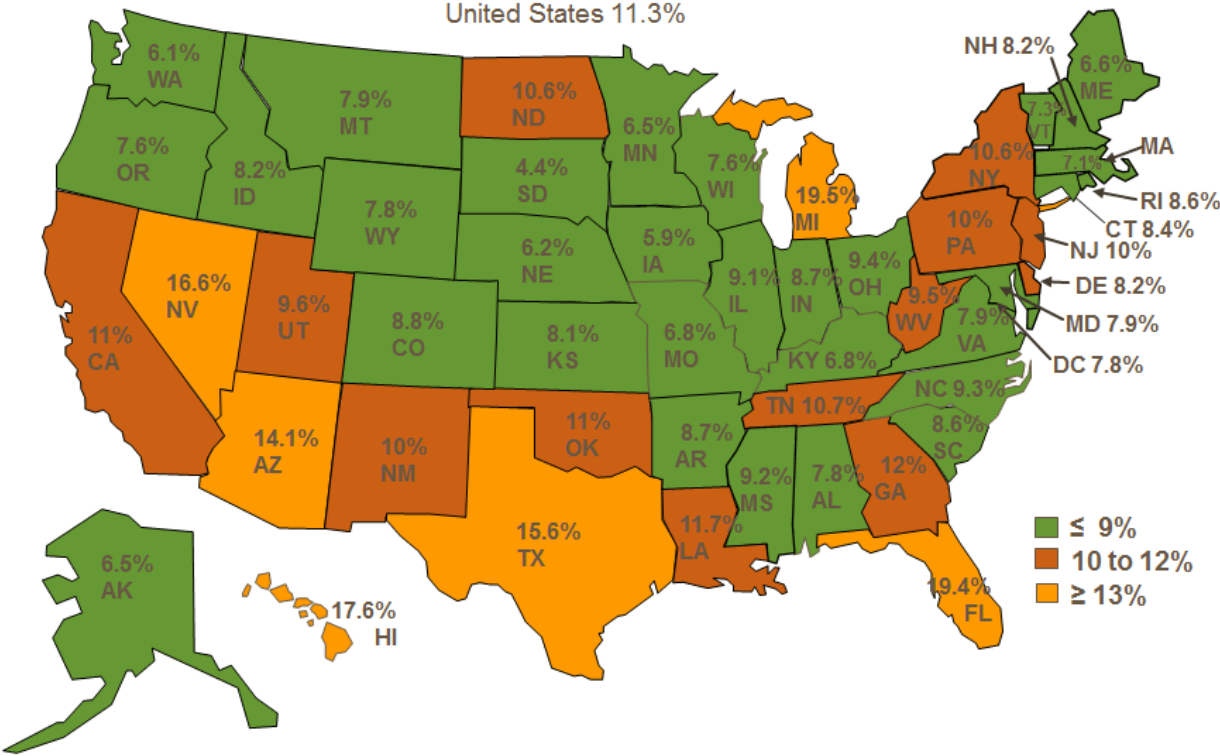 United States 11.3%
6.1%
WA
7.9%
MT
10.6%
ND
6.5%
MN
NH 8.2%
6.6%
ME
7.3%
VT
7.6%
OR
8.2%
ID
4.4%
SD
7.6%
WI
10.6%
NY
MA
7.1%
7.8%
WY
19.5%
MI
RI 8.6%
CT 8.4%
10%
PA
NJ 10%
6.2%
NE
5.9%
IA
16.6%
NV
9.6%
UT
9.1%
IL
8.7%
IN
9.4%
OH
DE 8.2%
9.5%
WV
7.9%
VA
MD 7.9%
DC 7.8%
11%
CA
8.8%
CO
8.1%
KS
6.8%
MO
KY 6.8%
NC 9.3%
TN 10.7%
14.1%
AZ
10%
NM
11%
OK
8.7%
AR
8.6%
SC
9.2%
MS
7.8%
AL
12%
GA
15.6%
TX
11.7%
LA
≤ 9%
10 to 12%
≥ 13%
6.5%
AK
17.6%
HI
19.4%
FL